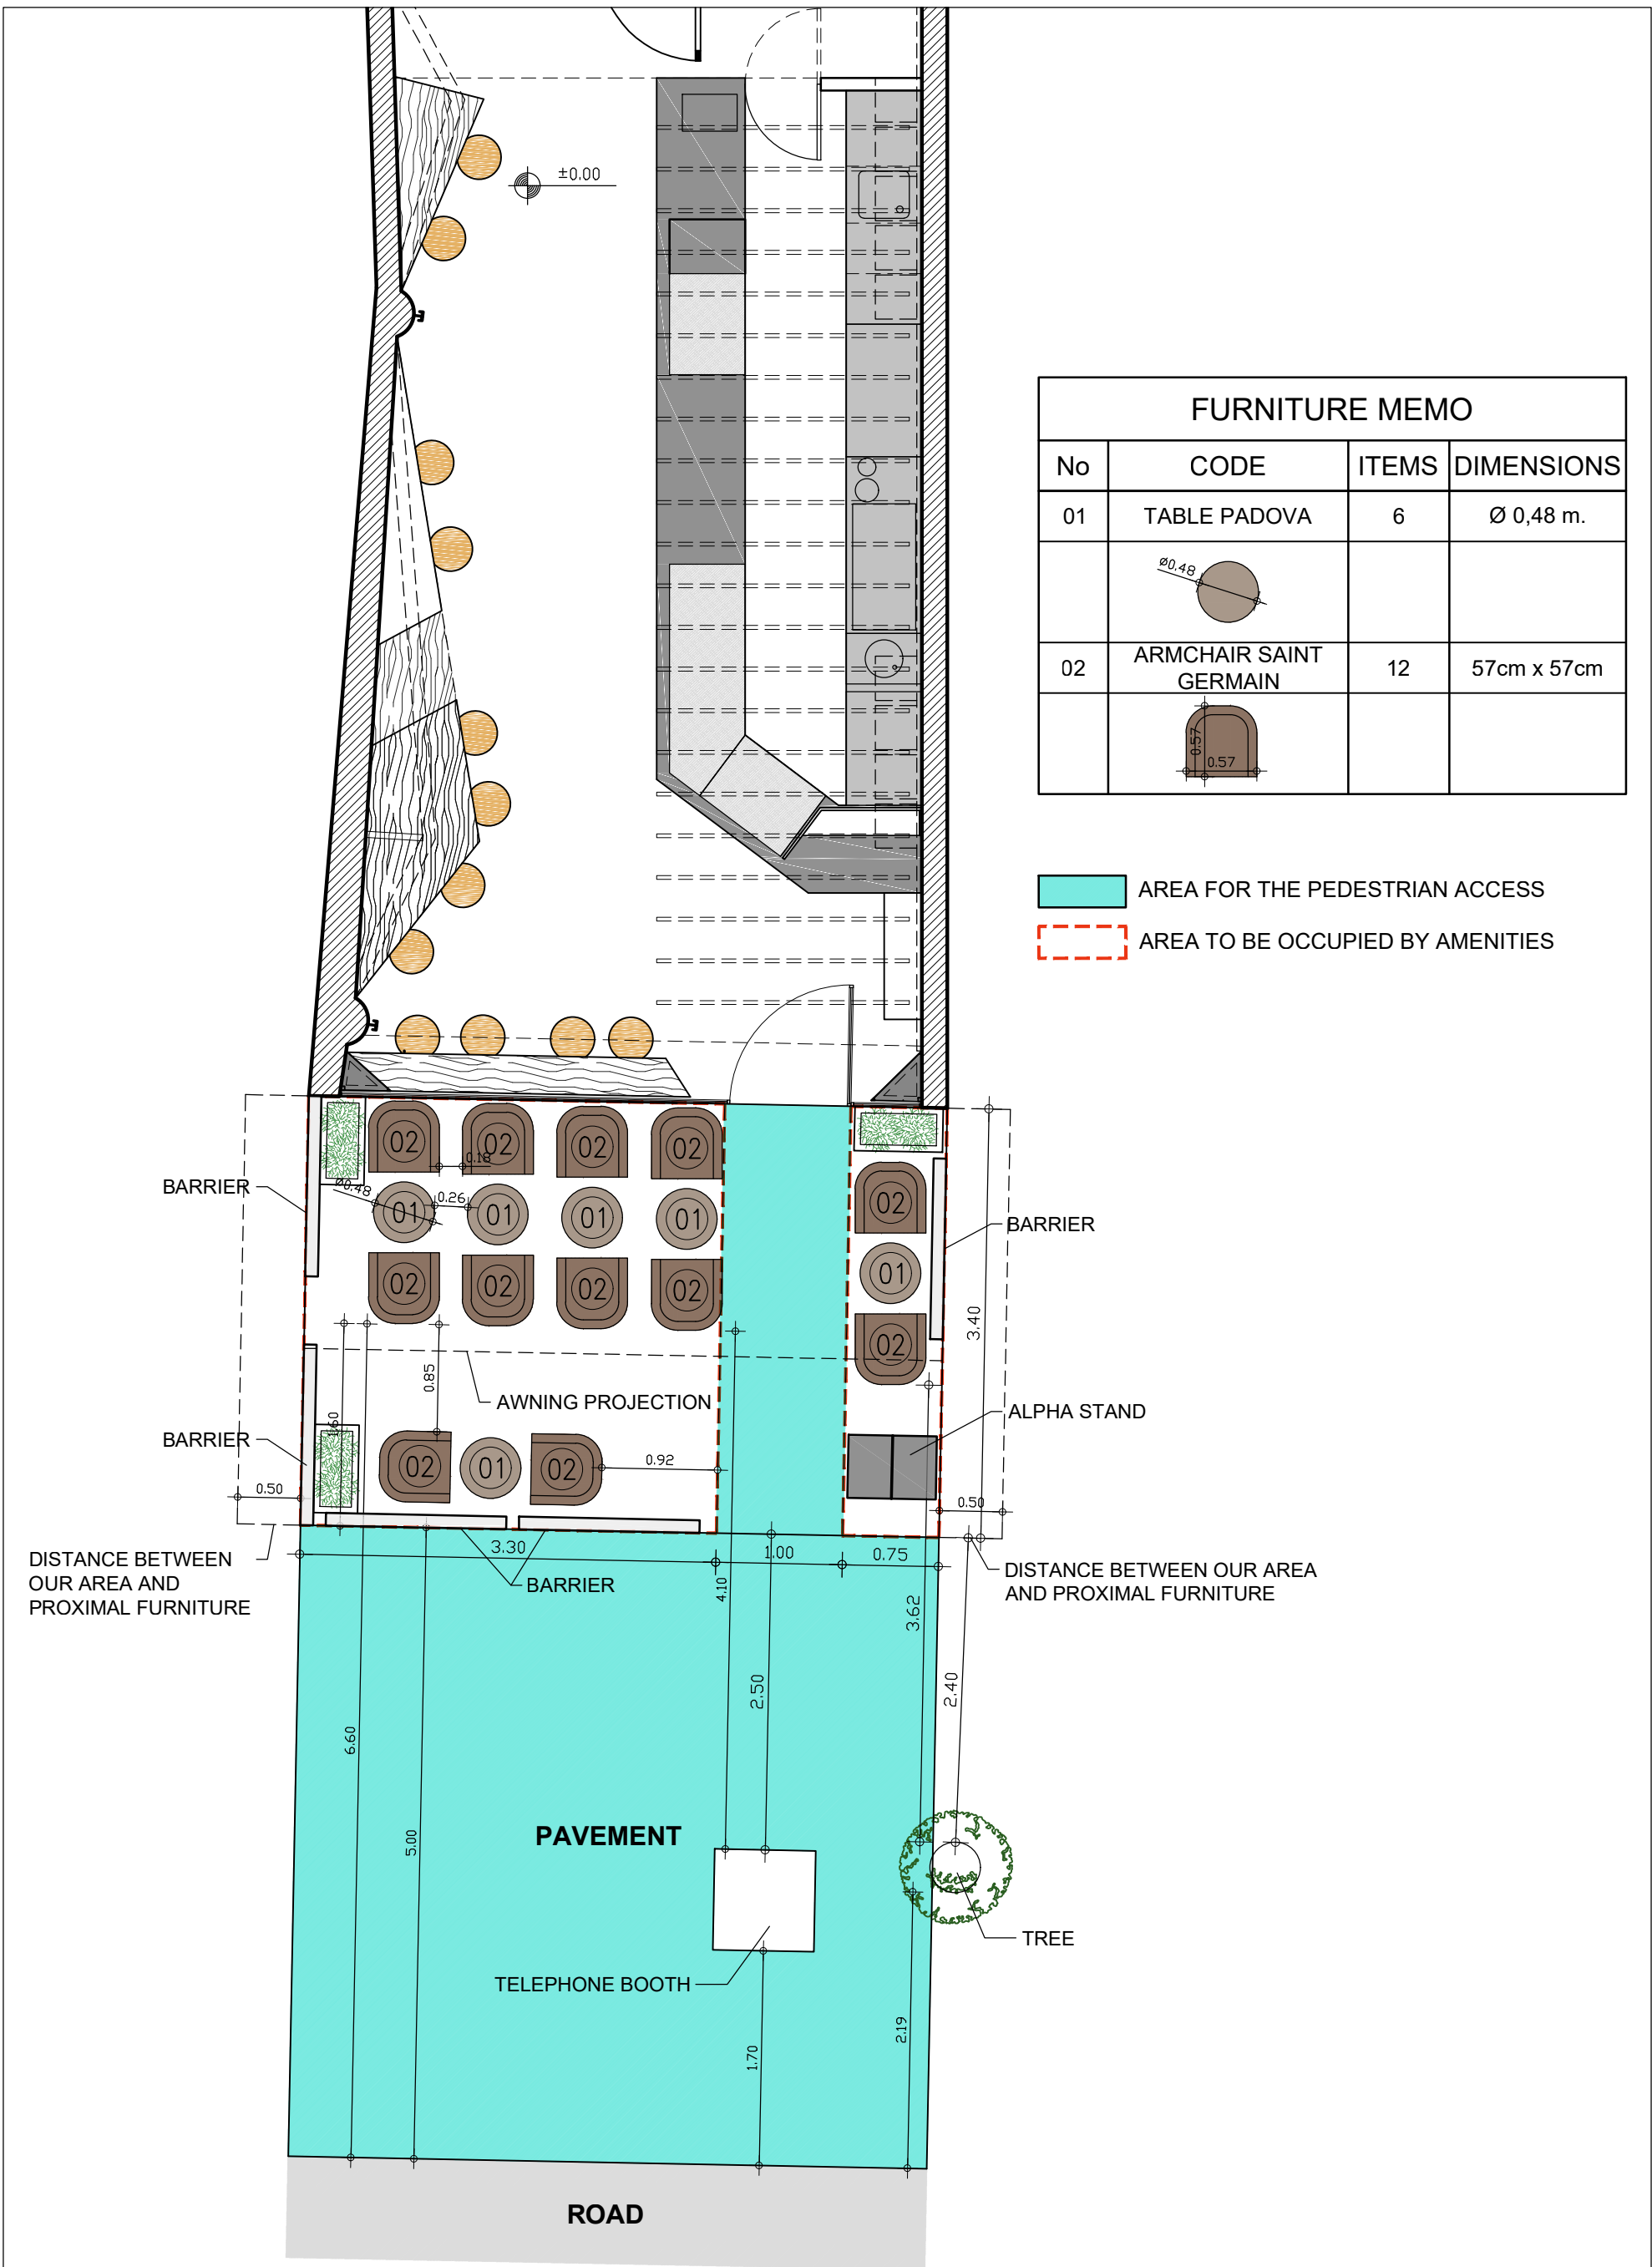 ±0.00
FURNITURE MEMO
No CODE ITEMS DIMENSIONS
01 TABLE PADOVA 6 Ø 0,48 m.
Ø0.48
02 ARMCHAIR SAINT GERMAIN 12 57cm x 57cm
0.57
0.57
AREA FOR THE PEDESTRIAN ACCESS
AREA TO BE OCCUPIED BY AMENITIES
02 02 02 02
0.18
BARRIER
Ø0.48
0.26
01 01 01 01
02
BARRIER
01
02 02 02 02
02
3.40
0.85
AWNING PROJECTION
1.60
ALPHA STAND
BARRIER
02 01 02
0.92
0.50
0.50
DISTANCE BETWEEN
OUR AREA AND
PROXIMAL FURNITURE
3.30
1.00
0.75
BARRIER
4.10
DISTANCE BETWEEN OUR AREA
AND PROXIMAL FURNITURE
3.62
2.50
2.40
6.60
5.00
PAVEMENT
TREE
TELEPHONE BOOTH
2.19
1.70
ROAD